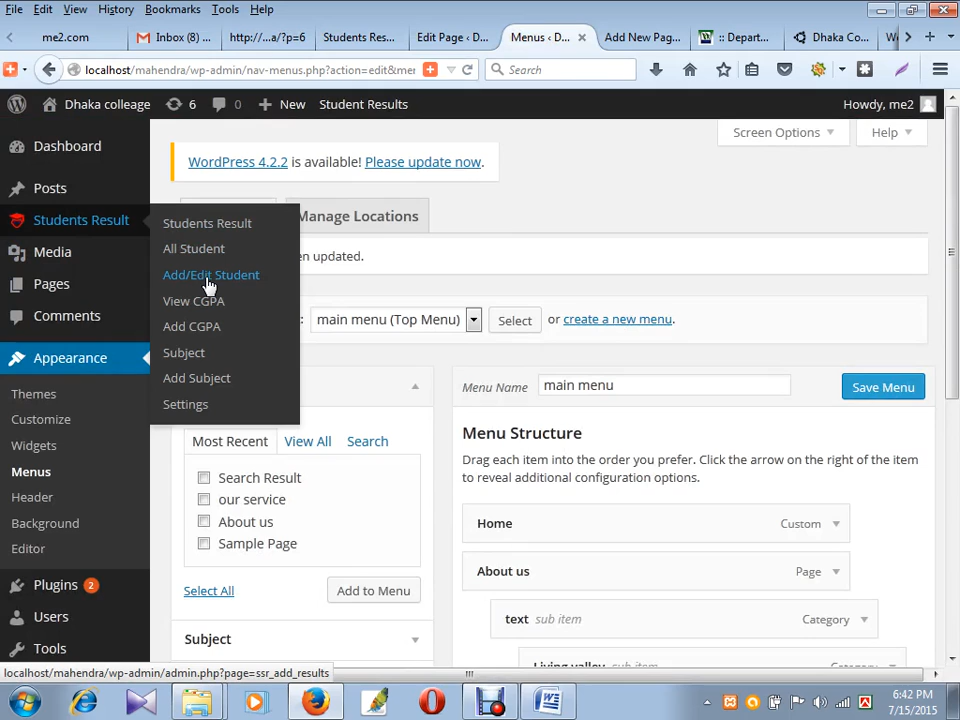 File Edit View History Bookmarks Tools Help
me2.com
Inbox (8) ...
http://...a/?p=6
Students Res...
Edit Page ‹ D...
Menus ‹ D...
Add New Pag...
:: Depart...
Dhaka Co...
localhost/mahendra/wp-admin/nav-menus.php?action=edit&me
Search
Dhaka colleage 6 0 New Student Results Howdy, me2
Dashboard
Posts
Students Result
Media
Pages
Comments
Appearance
Themes
Customize
Widgets
Menus
Header
Background
Editor
Plugins 2
Users
Tools
Students Result
All Student
Add/Edit Student
View CGPA
Add CGPA
Subject
Add Subject
Settings
Screen Options Help
WordPress 4.2.2 is available! Please update now.
Manage Locations
en updated.
: main menu (Top Menu) Select or create a new menu.
Most Recent View All Search
Search Result
our service
About us
Sample Page
Select All Add to Menu
Subject
Menu Name main menu Save Menu
Menu Structure
Drag each item into the order you prefer. Click the arrow on the right of the item
to reveal additional configuration options.
Home Custom
About us Page
text sub item Category
Living valley sub item Category
localhost/mahendra/wp-admin/admin.php?page=ssr_add_results
6:42 PM
7/15/2015